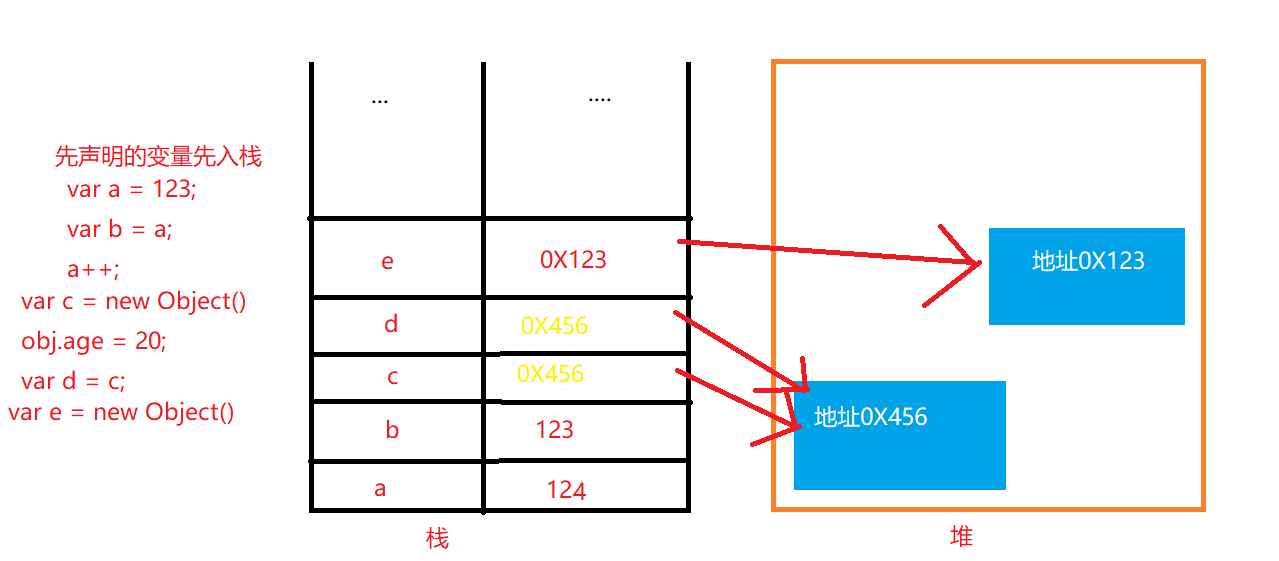 ... ....
先声明的变量先入栈
var a = 123;
var b = a;
a++;
var c = new Object()
obj.age = 20;
var d = c;
var e = new Object()
e 0X123
d 0X456
c 0X456
b 123
a 124
栈
地址0X123
地址0X456
堆